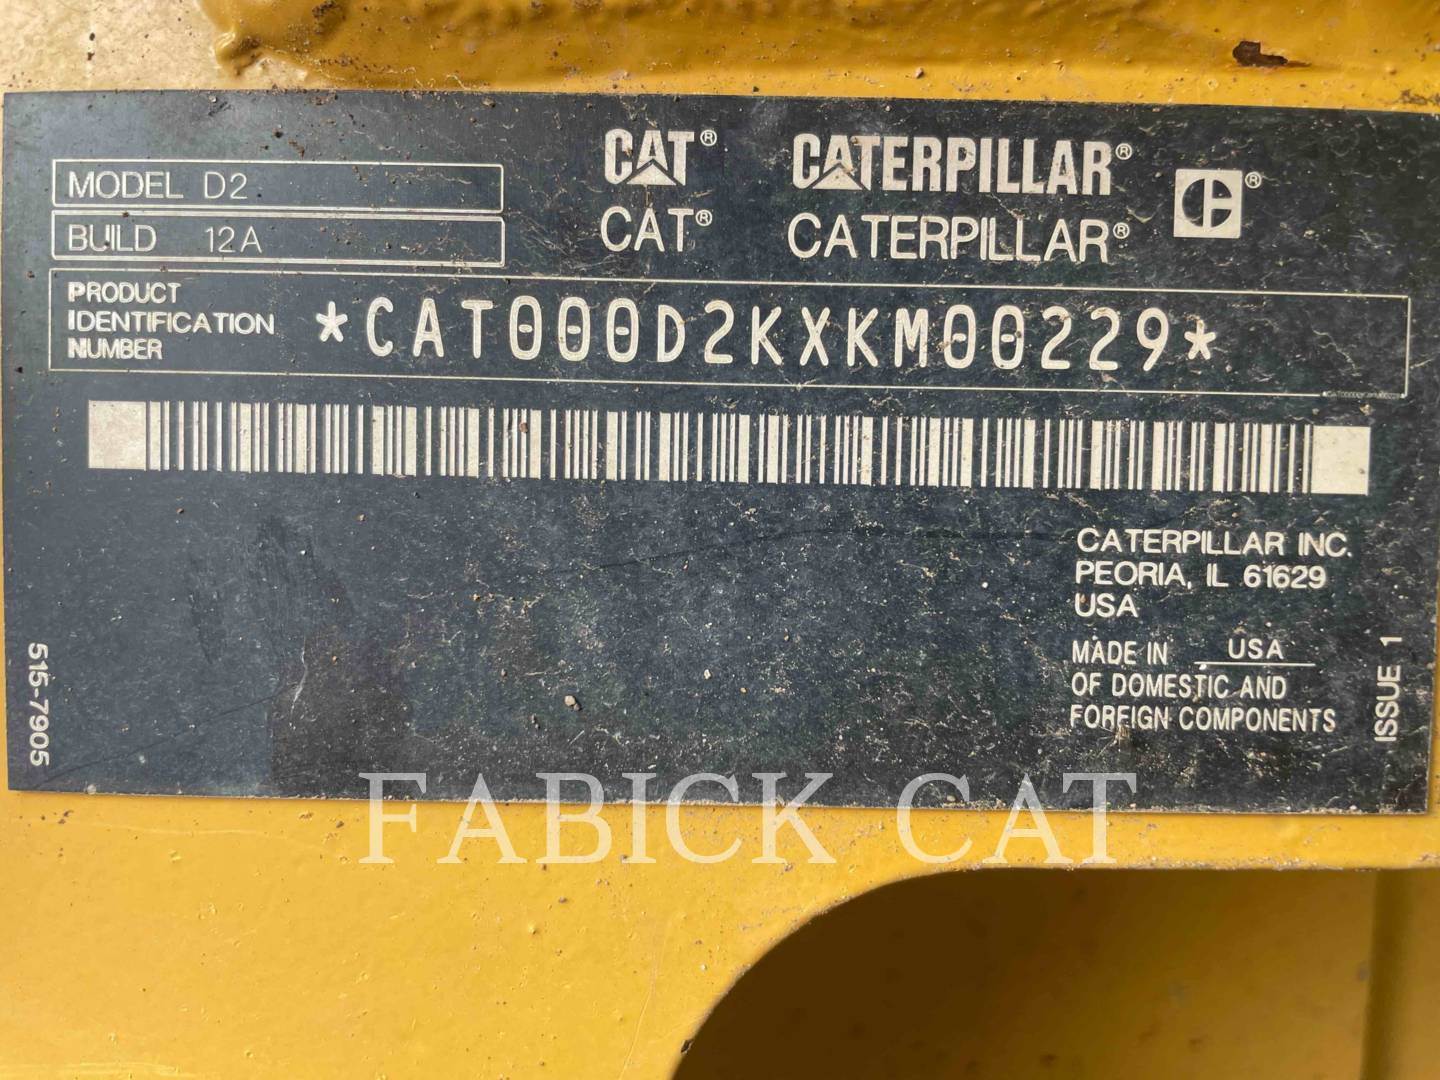 CAT® CATERPILLAR®
CAT® CATERPILLAR®
MODEL D2
BUILD 12A
PRODUCT IDENTIFICATION NUMBER *CAT000D2KXKM00229*
CATERPILLAR INC.
PEORIA, IL 61629
USA
MADE IN USA
OF DOMESTIC AND
FOREIGN COMPONENTS
515-7905
ISSUE 1
FABICK CAT